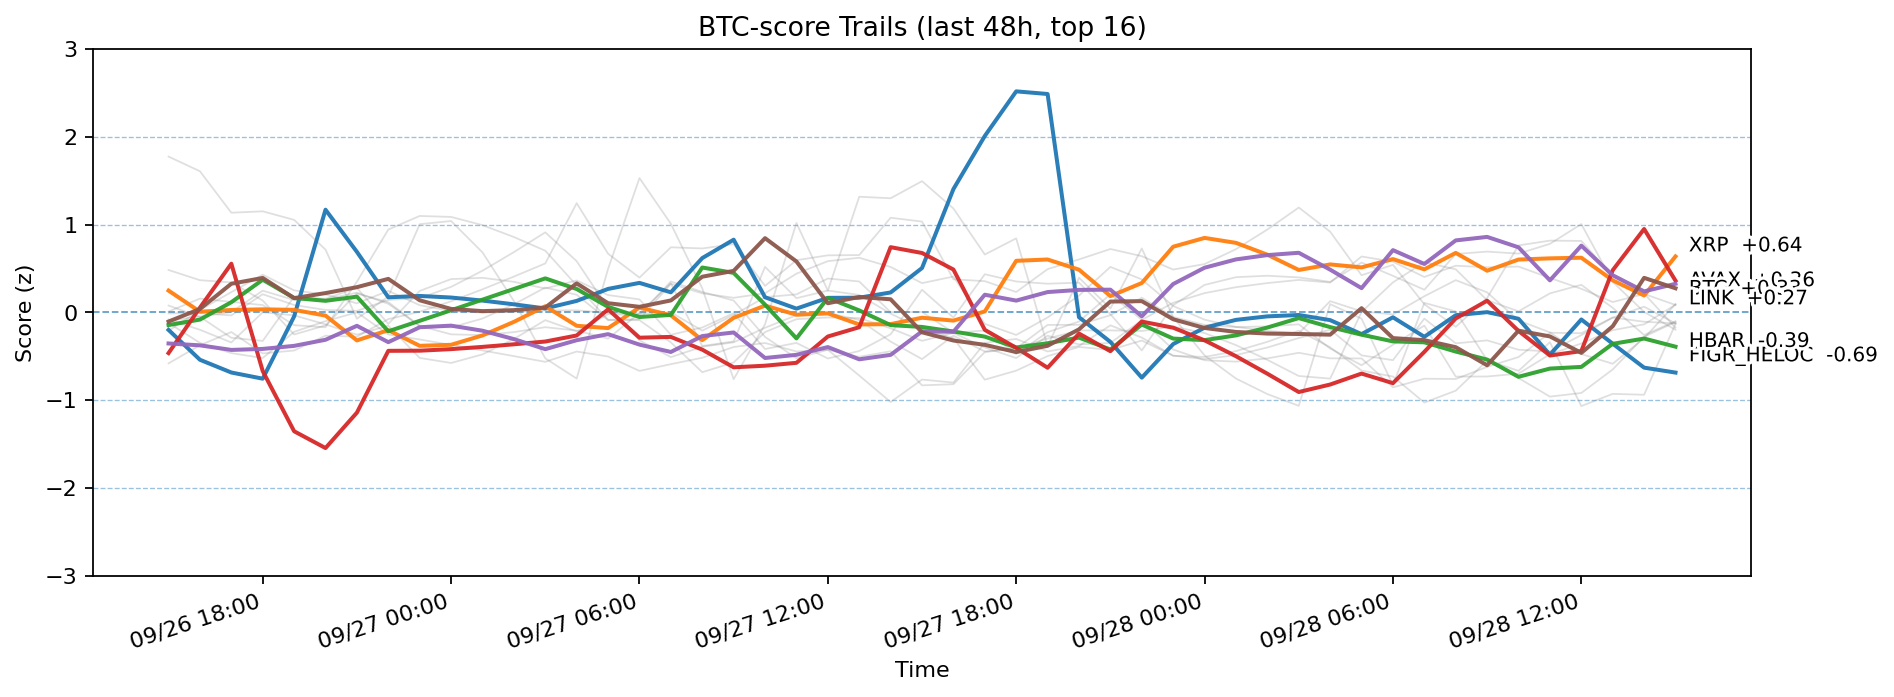 BTC-score Trails (last 48h, top 16)
Score (z)
3
2
1
0
−1
−2
−3
XRP +0.64
AVAX +0.36
LINK +0.27
HBAR -0.39
FIGR_HELOC -0.69
09/26 18:00
09/27 00:00
09/27 06:00
09/27 12:00
09/27 18:00
09/28 00:00
09/28 06:00
09/28 12:00
Time